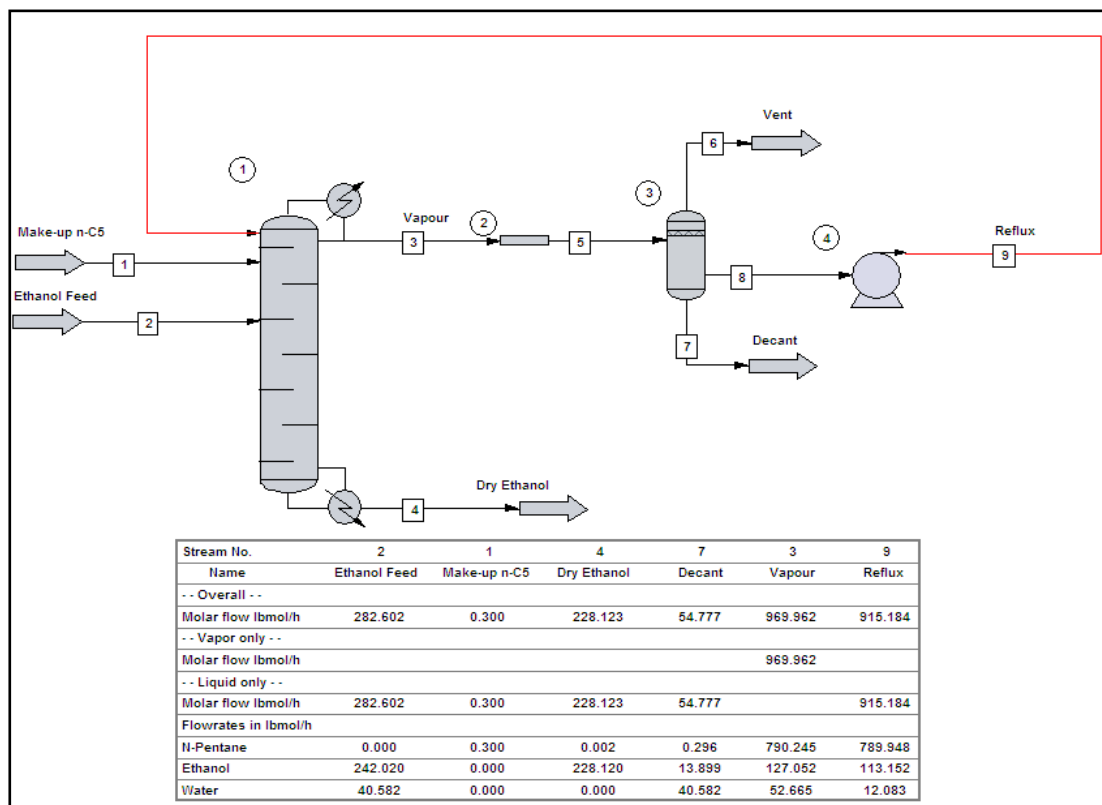 Vent
6
1
3
Vapour
2
4
Reflux
Make-up n-C5
3
5
9
1
8
Ethanol Feed
2
7
Decant
Dry Ethanol
4
Stream No. 2 1 4 7 3 9
Name Ethanol Feed Make-up n-C5 Dry Ethanol Decant Vapour Reflux
- - Overall - -
Molar flow lbmol/h 282.602 0.300 228.123 54.777 969.962 915.184
- - Vapor only - -
Molar flow lbmol/h 969.962
- - Liquid only - -
Molar flow lbmol/h 282.602 0.300 228.123 54.777 915.184
Flowrates in lbmol/h
N-Pentane 0.000 0.300 0.002 0.296 790.245 789.948
Ethanol 242.020 0.000 228.120 13.899 127.052 113.152
Water 40.582 0.000 0.000 40.582 52.665 12.083